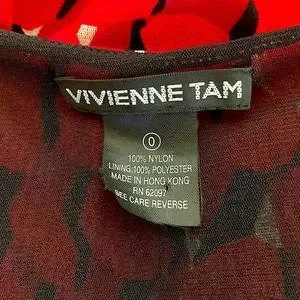 VIVIENNE TAM
0
100% NYLON
LINING;100% POLYESTER
MADE IN HONG KONG
RN 62097
SEE CARE REVERSE